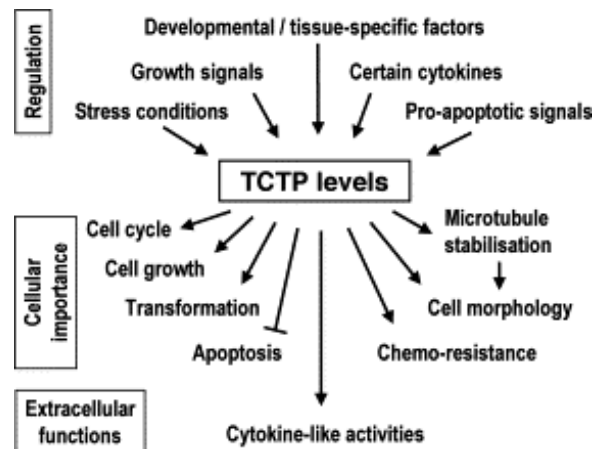 Regulation
Developmental / tissue-specific factors
Growth signals
Certain cytokines
Stress conditions
Pro-apoptotic signals
TCTP levels
Cellular
importance
Cell cycle
Microtubule
stabilisation
Cell growth
Transformation
Cell morphology
Apoptosis
Chemo-resistance
Extracellular
functions
Cytokine-like activities